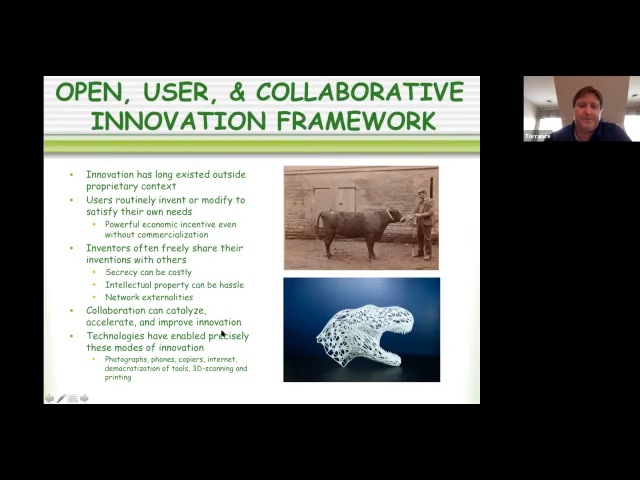 OPEN, USER, & COLLABORATIVE
INNOVATION FRAMEWORK
• Innovation has long existed outside
proprietary context
• Users routinely invent or modify to
satisfy their own needs
• Powerful economic incentive even
without commercialization
• Inventors often freely share their
inventions with others
• Secrecy can be costly
• Intellectual property can be hassle
• Network externalities
• Collaboration can catalyze,
accelerate, and improve innovation
• Technologies have enabled precisely
these modes of innovation
• Photographs, phones, copiers, internet,
democratization of tools, 3D-scanning and
printing
Torrance